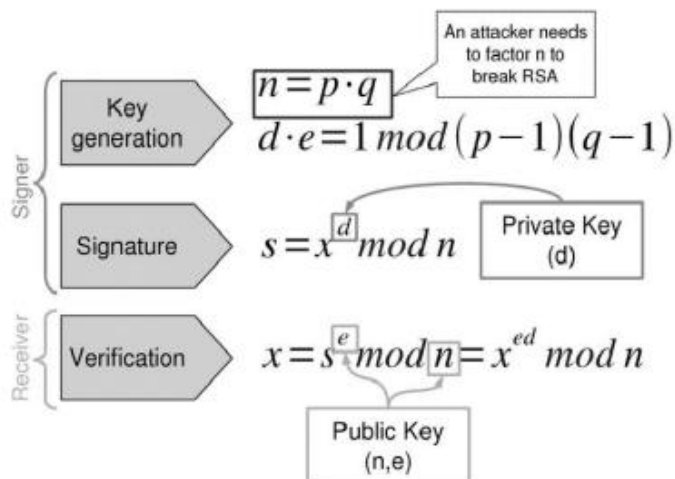 An attacker needs
to factor n to
break RSA
Signer
Key
generation
n = p·q
d·e = 1 mod (p−1)(q−1)
Signature
s = x^d mod n
Private Key
(d)
Receiver
Verification
x = s^e mod n = x^ed mod n
Public Key
(n,e)